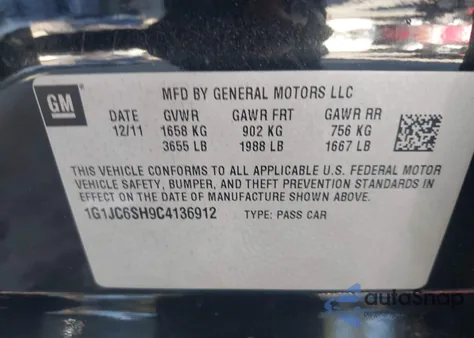 GM
MFD BY GENERAL MOTORS LLC
DATE GVWR GAWR FRT GAWR RR
12/11 1658 KG 902 KG 756 KG
3655 LB 1988 LB 1667 LB
THIS VEHICLE CONFORMS TO ALL APPLICABLE U.S. FEDERAL MOTOR
VEHICLE SAFETY, BUMPER, AND THEFT PREVENTION STANDARDS IN
EFFECT ON THE DATE OF MANUFACTURE SHOWN ABOVE.
1G1JC6SH9C4136912 TYPE: PASS CAR
autoSnap